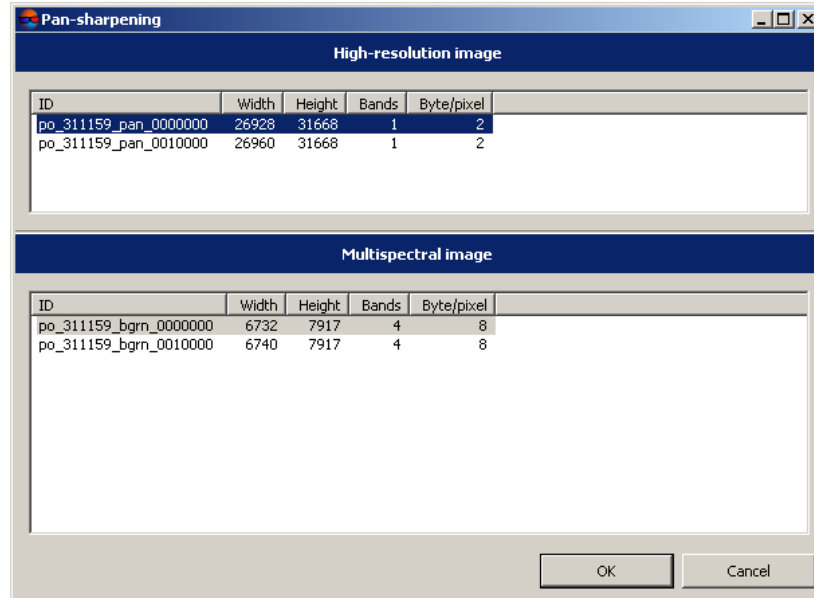 Pan-sharpening
High-resolution image
ID Width Height Bands Byte/pixel
po_311159_pan_0000000 26928 31668 1 2
po_311159_pan_0010000 26960 31668 1 2
Multispectral image
ID Width Height Bands Byte/pixel
po_311159_bgrn_0000000 6732 7917 4 8
po_311159_bgrn_0010000 6740 7917 4 8
OK Cancel